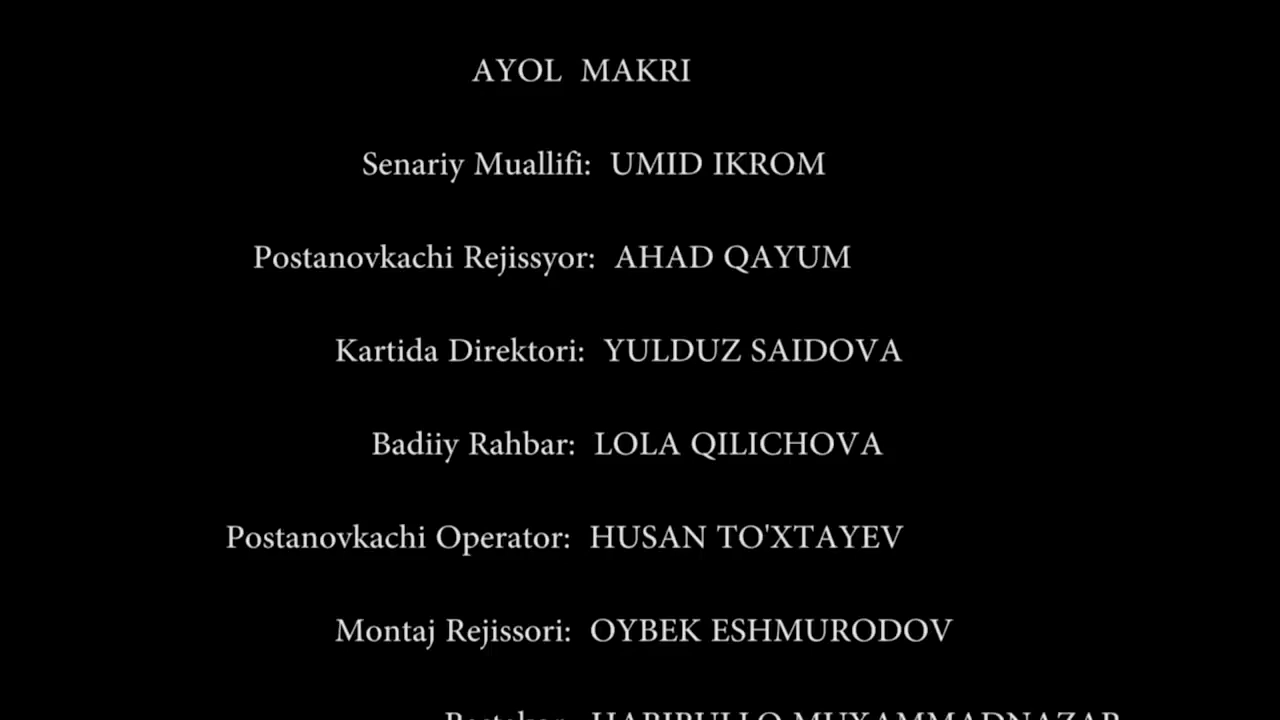 AYOL MAKRI
Senariy Muallifi: UMID IKROM
Postanovkachi Rejissyor: AHAD QAYUM
Kartida Direktori: YULDUZ SAIDOVA
Badiiy Rahbar: LOLA QILICHOVA
Postanovkachi Operator: HUSAN TO'XTAYEV
Montaj Rejissori: OYBEK ESHMURODOV